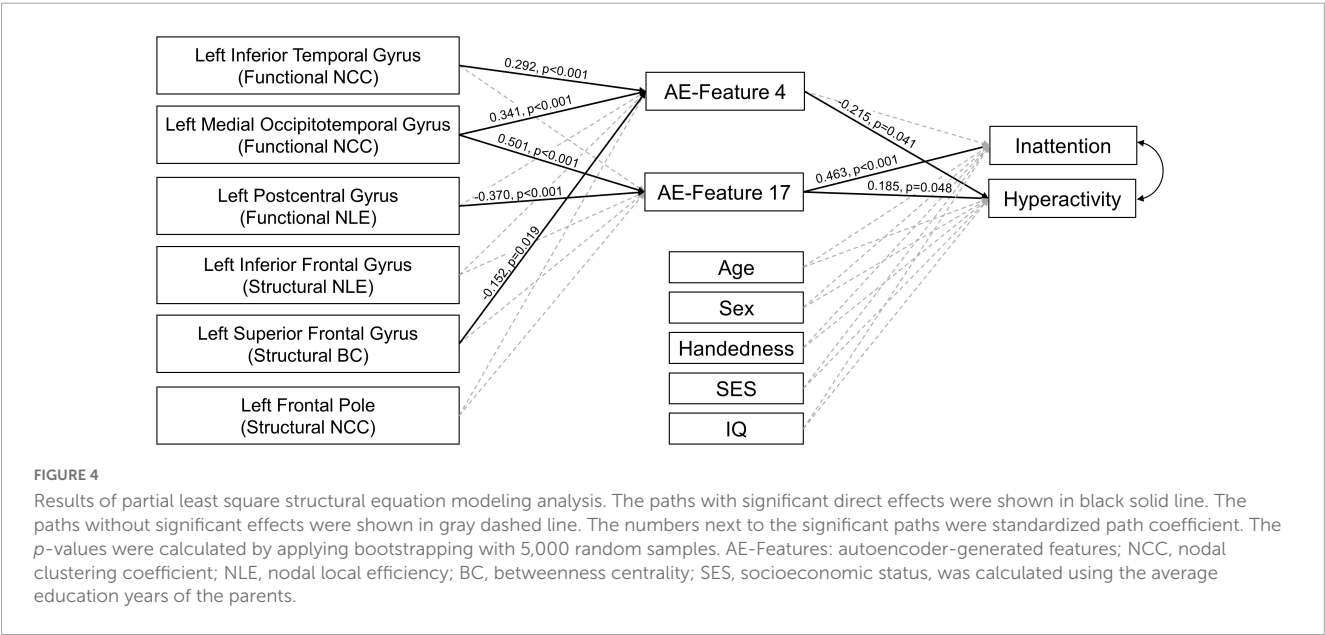 Left Inferior Temporal Gyrus
(Functional NCC)
Left Medial Occipitotemporal Gyrus
(Functional NCC)
Left Postcentral Gyrus
(Functional NLE)
Left Inferior Frontal Gyrus
(Structural NLE)
Left Superior Frontal Gyrus
(Structural BC)
Left Frontal Pole
(Structural NCC)
0.292, p<0.001
0.341, p<0.001
0.501, p<0.001
-0.370, p<0.001
-0.152, p=0.019
AE-Feature 4
AE-Feature 17
Age
Sex
Handedness
SES
IQ
-0.215, p=0.041
0.463, p<0.001
0.185, p=0.048
Inattention
Hyperactivity
FIGURE 4
Results of partial least square structural equation modeling analysis. The paths with significant direct effects were shown in black solid line. The
paths without significant effects were shown in gray dashed line. The numbers next to the significant paths were standardized path coefficient. The
p-values were calculated by applying bootstrapping with 5,000 random samples. AE-Features: autoencoder-generated features; NCC, nodal
clustering coefficient; NLE, nodal local efficiency; BC, betweenness centrality; SES, socioeconomic status, was calculated using the average
education years of the parents.